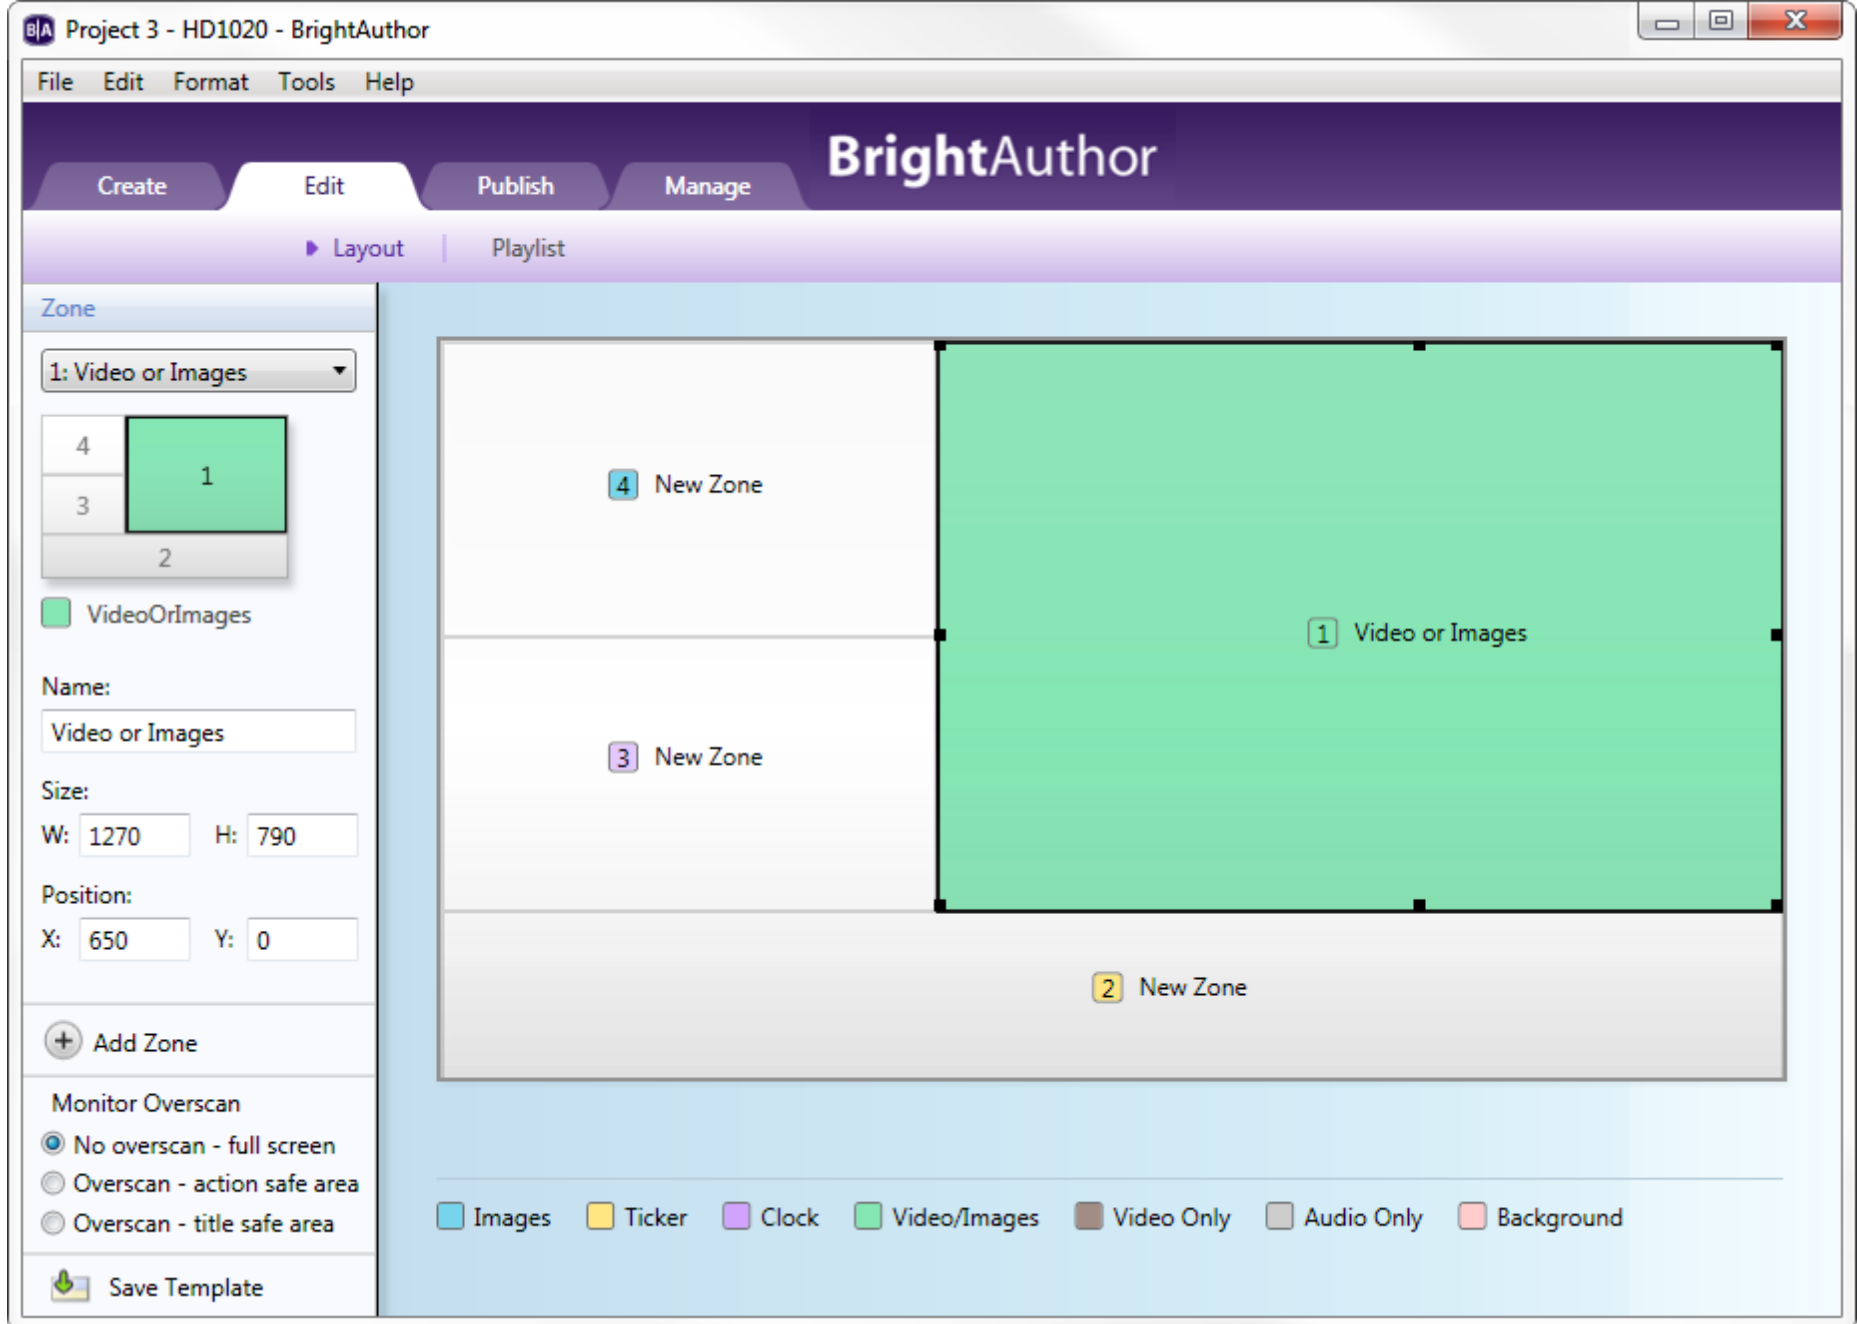 B|A Project 3 - HD1020 - BrightAuthor
File Edit Format Tools Help
BrightAuthor
Create Edit Publish Manage
Layout Playlist
Zone
1: Video or Images
4
1
3
2
VideoOrImages
Name:
Video or Images
Size:
W: 1270 H: 790
Position:
X: 650 Y: 0
Add Zone
Monitor Overscan
No overscan - full screen
Overscan - action safe area
Overscan - title safe area
Save Template
4 New Zone
1 Video or Images
3 New Zone
2 New Zone
Images Ticker Clock Video/Images Video Only Audio Only Background